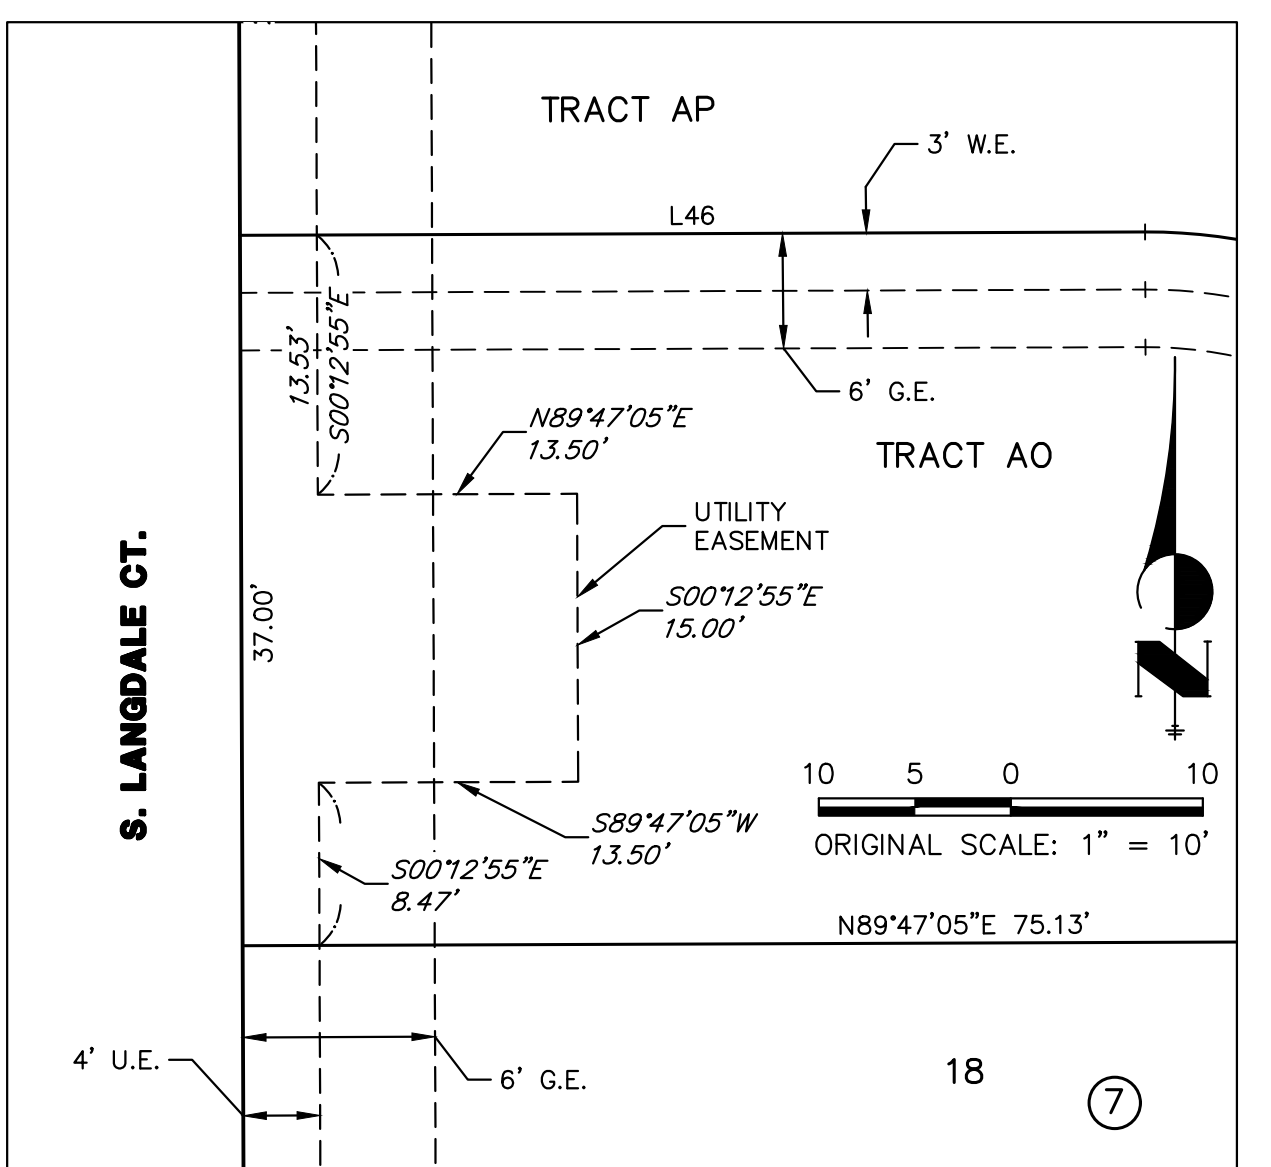 TRACT AP
3' W.E.
L46
13.53'
S00°12'55"E
6' G.E.
N89°47'05"E
13.50'
TRACT AO
UTILITY
EASEMENT
S00°12'55"E
15.00'
S. LANGDALE CT.
37.00'
N
10 5 0 10
ORIGINAL SCALE: 1" = 10'
S89°47'05"W
13.50'
S00°12'55"E
8.47'
N89°47'05"E 75.13'
4' U.E.
6' G.E.
18
7